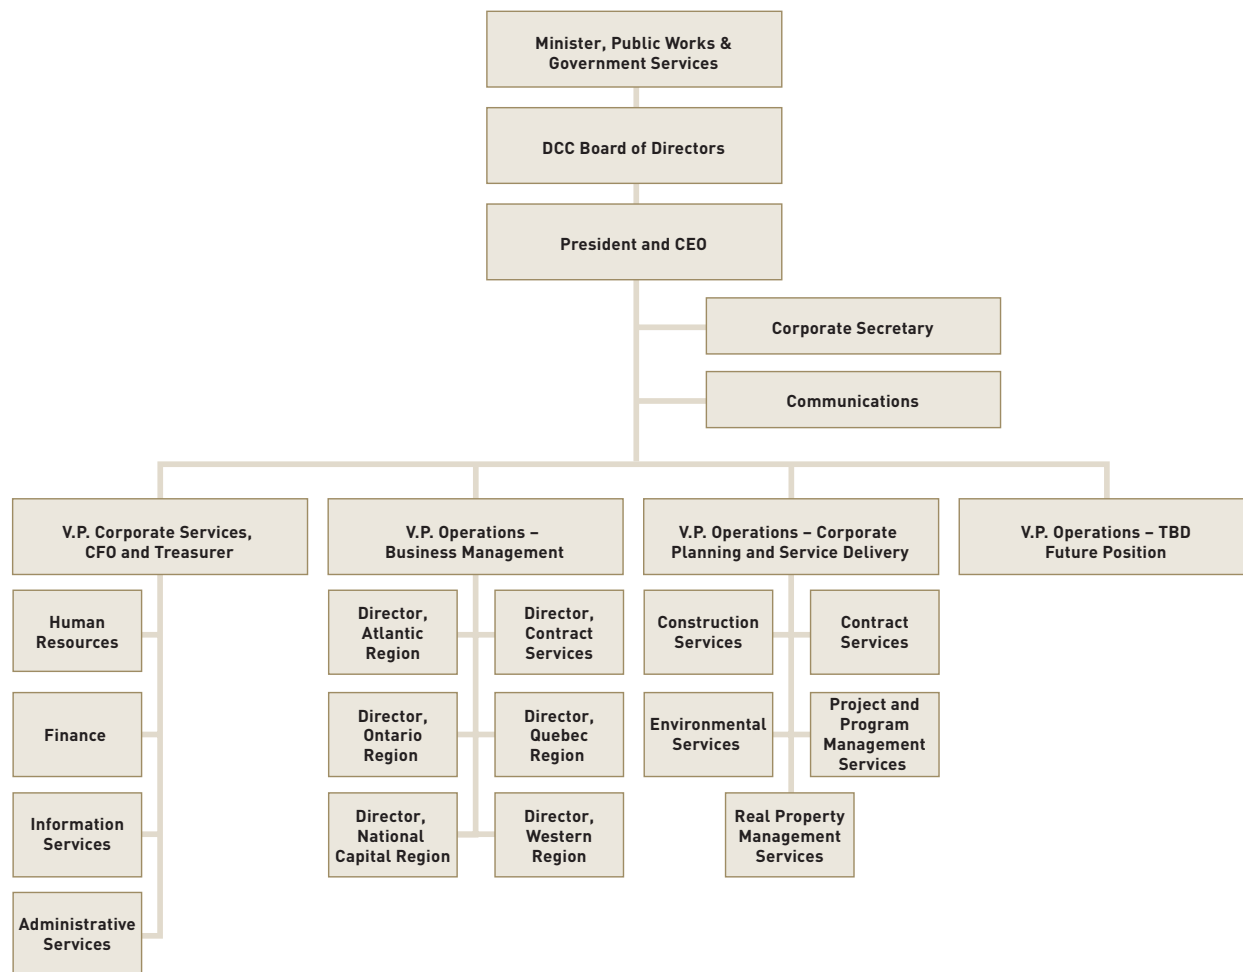 Minister, Public Works &
Government Services
DCC Board of Directors
President and CEO
Corporate Secretary
Communications
V.P. Corporate Services,
CFO and Treasurer
V.P. Operations –
Business Management
V.P. Operations – Corporate
Planning and Service Delivery
V.P. Operations – TBD
Future Position
Human
Resources
Finance
Information
Services
Administrative
Services
Director,
Atlantic
Region
Director,
Contract
Services
Director,
Ontario
Region
Director,
Quebec
Region
Director,
National
Capital Region
Director,
Western
Region
Construction
Services
Contract
Services
Environmental
Services
Project and
Program
Management
Services
Real Property
Management
Services